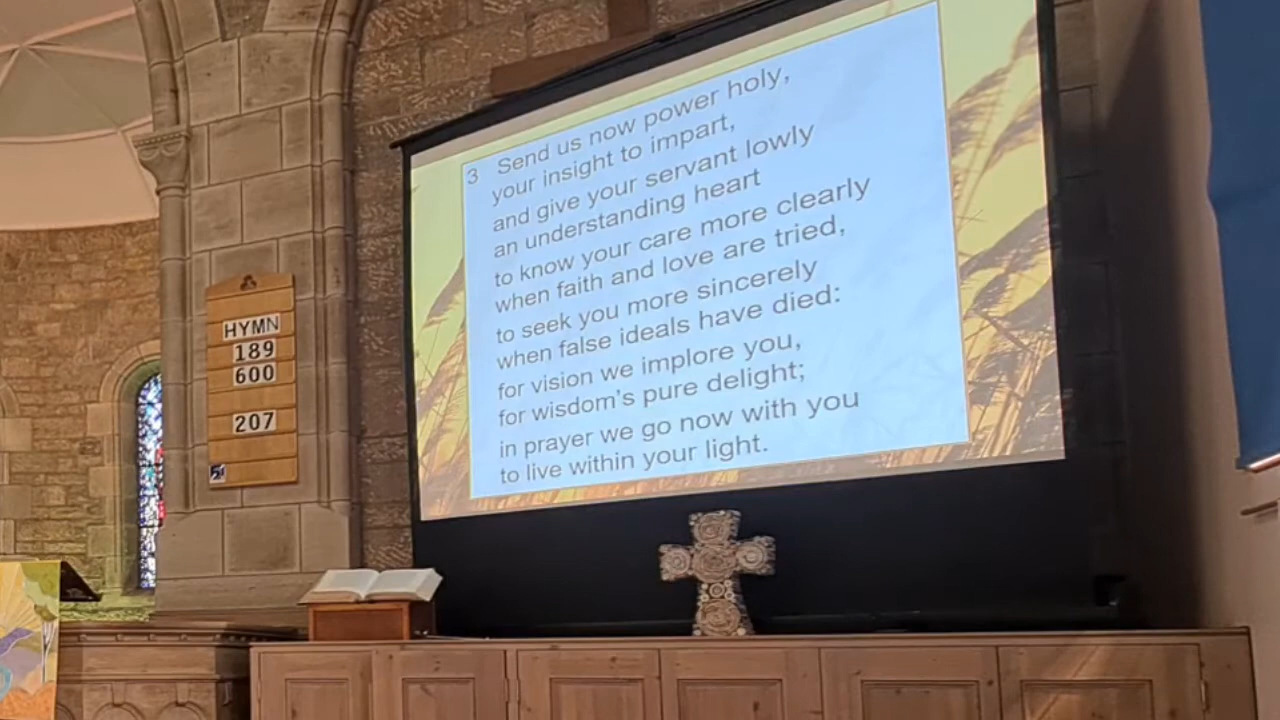 HYMN
189
600
207
3 Send us now power holy,
your insight to impart,
and give your servant lowly
an understanding heart
to know your care more clearly
when faith and love are tried,
to seek you more sincerely
when false ideals have died:
for vision we implore you,
for wisdom's pure delight;
in prayer we go now with you
to live within your light.